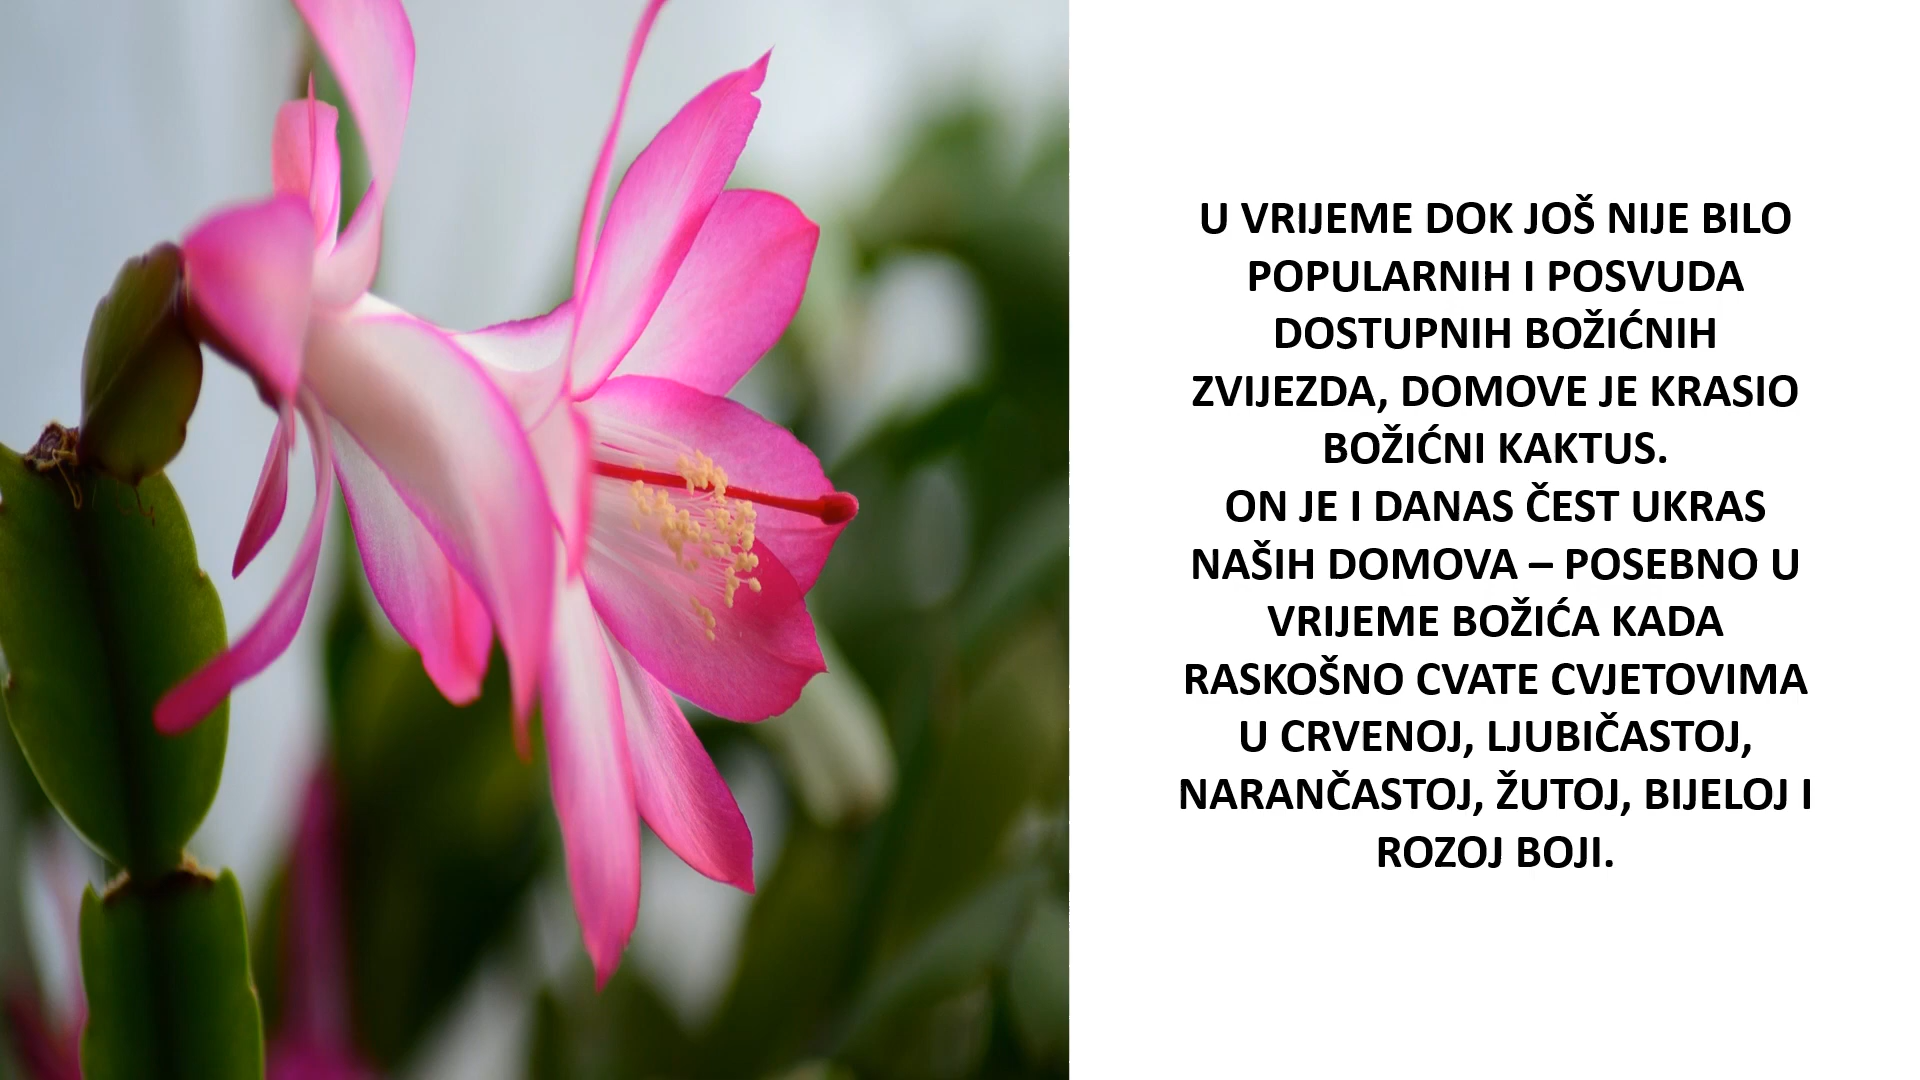 U VRIJEME DOK JOŠ NIJE BILO
POPULARNIH I POSVUDA
DOSTUPNIH BOŽIĆNIH
ZVIJEZDA, DOMOVE JE KRASIO
BOŽIĆNI KAKTUS.
ON JE I DANAS ČEST UKRAS
NAŠIH DOMOVA – POSEBNO U
VRIJEME BOŽIĆA KADA
RASKOŠNO CVATE CVJETOVIMA
U CRVENOJ, LJUBIČASTOJ,
NARANČASTOJ, ŽUTOJ, BIJELOJ I
ROZOJ BOJI.